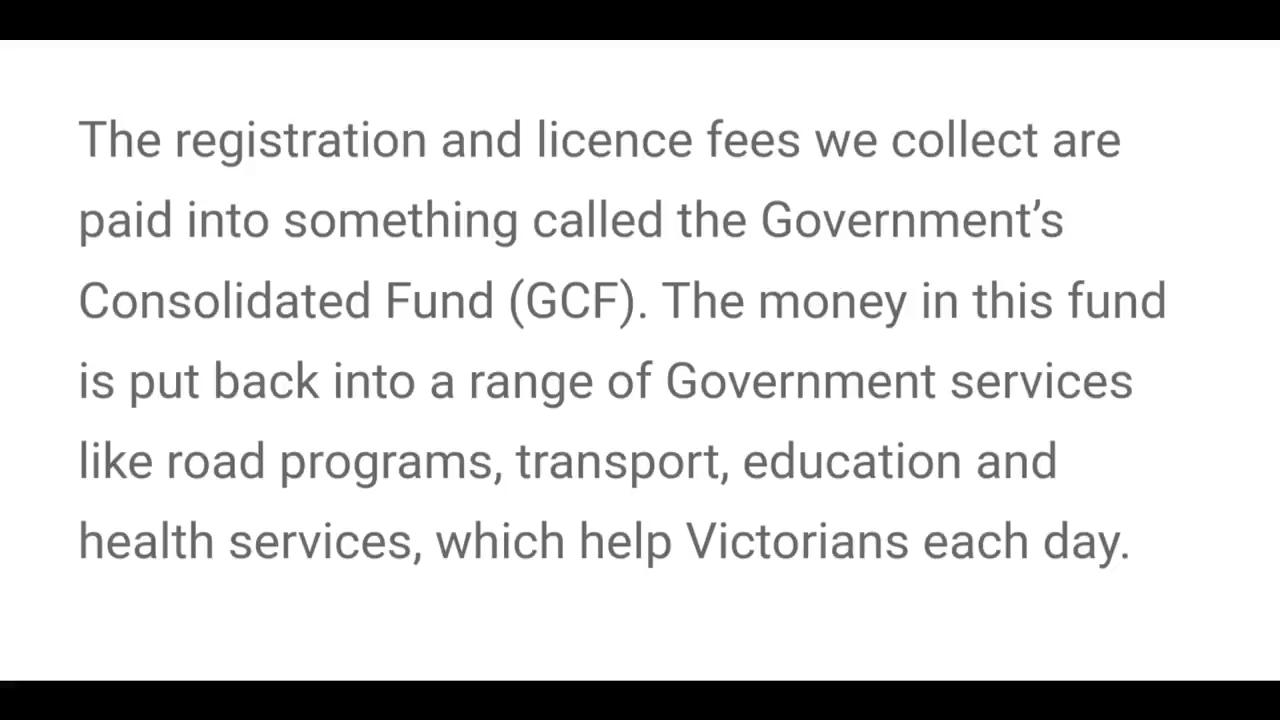 The registration and licence fees we collect are
paid into something called the Government’s
Consolidated Fund (GCF). The money in this fund
is put back into a range of Government services
like road programs, transport, education and
health services, which help Victorians each day.